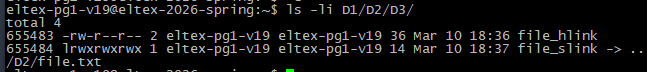 eltex-pg1-v19@eltex-2026-spring:~$ ls -li D1/D2/D3/
total 4
655483 -rw-r--r-- 2 eltex-pg1-v19 eltex-pg1-v19 36 Mar 10 18:36 file_hlink
655484 lrwxrwxrwx 1 eltex-pg1-v19 eltex-pg1-v19 14 Mar 10 18:37 file_slink -> ..
/D2/file.txt